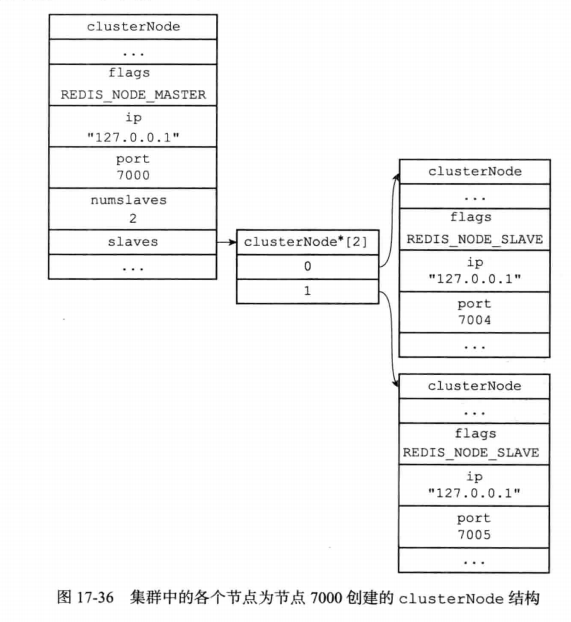 clusterNode
...
flags
REDIS_NODE_MASTER
ip
"127.0.0.1"
port
7000
numslaves
2
slaves
...
clusterNode*[2]
0
1
clusterNode
...
flags
REDIS_NODE_SLAVE
ip
"127.0.0.1"
port
7004
...
clusterNode
...
flags
REDIS_NODE_SLAVE
ip
"127.0.0.1"
port
7005
...
图 17-36 集群中的各个节点为节点 7000 创建的 clusterNode 结构